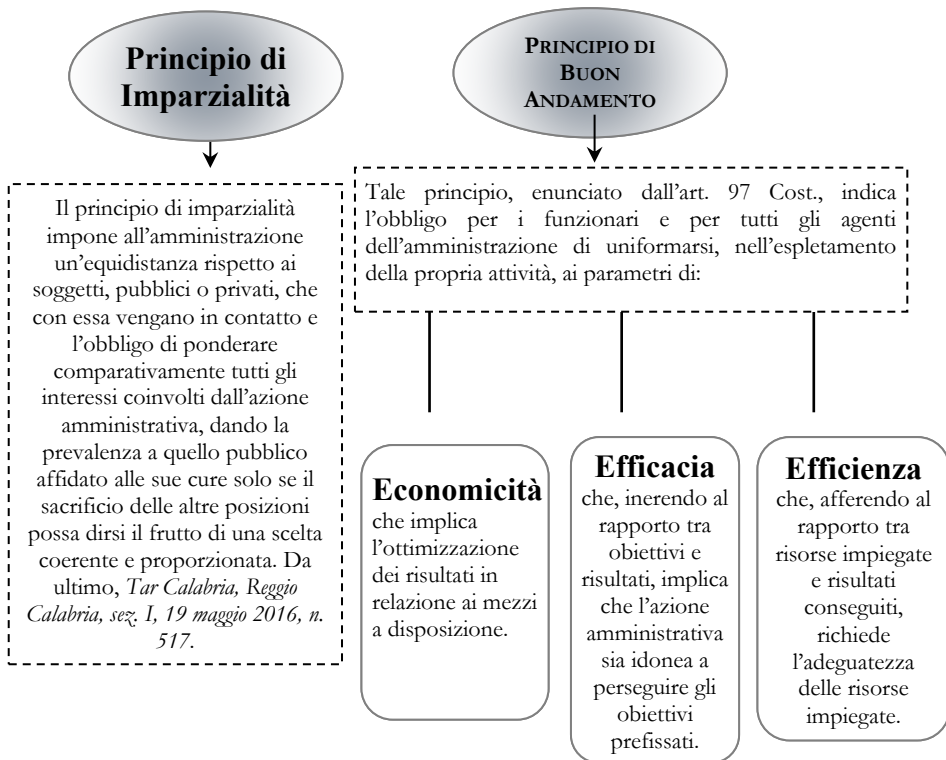 Principio di
Imparzialità
Il principio di imparzialità
impone all’amministrazione
un’equidistanza rispetto ai
soggetti, pubblici o privati, che
con essa vengano in contatto e
l’obbligo di ponderare
comparativamente tutti gli
interessi coinvolti dall’azione
amministrativa, dando la
prevalenza a quello pubblico
affidato alle sue cure solo se il
sacrificio delle altre posizioni
possa dirsi il frutto di una scelta
coerente e proporzionata. Da
ultimo, Tar Calabria, Reggio
Calabria, sez. I, 19 maggio 2016, n.
517.
PRINCIPIO DI
BUON
ANDAMENTO
Tale principio, enunciato dall’art. 97 Cost., indica
l’obbligo per i funzionari e per tutti gli agenti
dell’amministrazione di uniformarsi, nell’espletamento
della propria attività, ai parametri di:
Economicità
che implica
l’ottimizzazione
dei risultati in
relazione ai mezzi
a disposizione.
Efficacia
che, inerendo al
rapporto tra
obiettivi e
risultati, implica
che l’azione
amministrativa
sia idonea a
perseguire gli
obiettivi
prefissati.
Efficienza
che, afferendo al
rapporto tra
risorse impiegate
e risultati
conseguiti,
richiede
l’adeguatezza
delle risorse
impiegate.